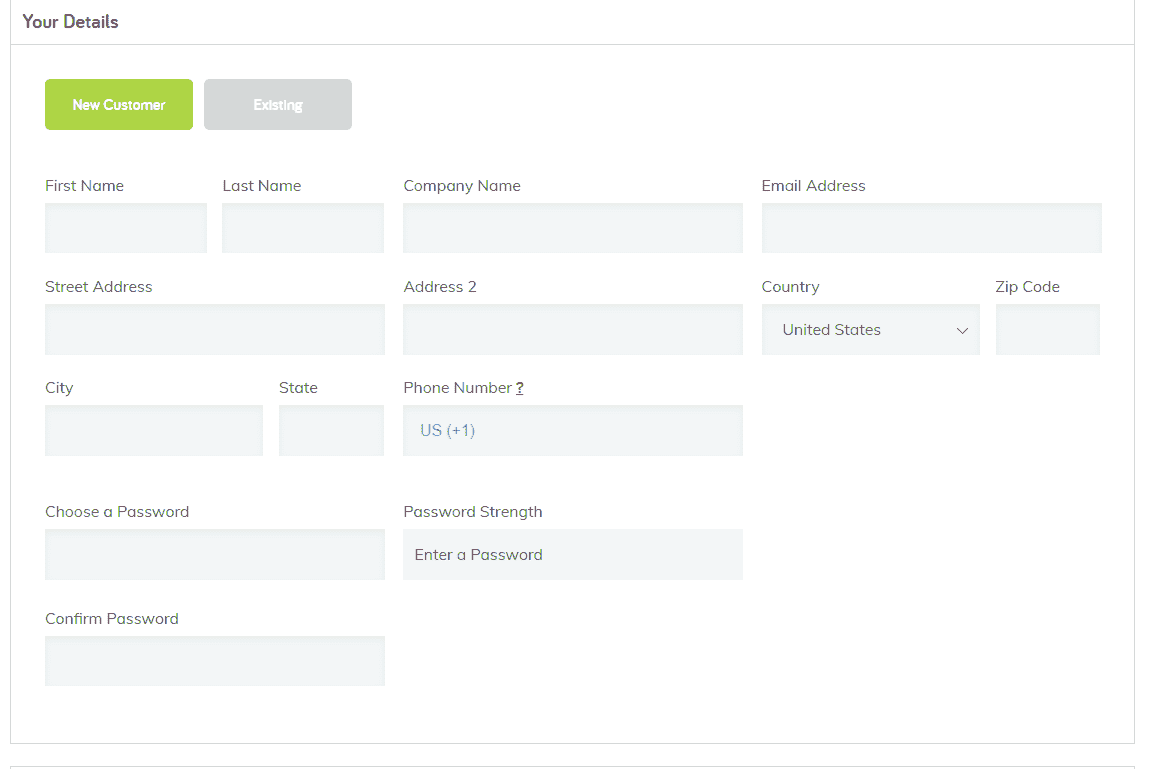 Your Details
New Customer Existing
First Name Last Name Company Name Email Address
Street Address Address 2 Country Zip Code
United States
City State Phone Number ?
US (+1)
Choose a Password Password Strength
Enter a Password
Confirm Password